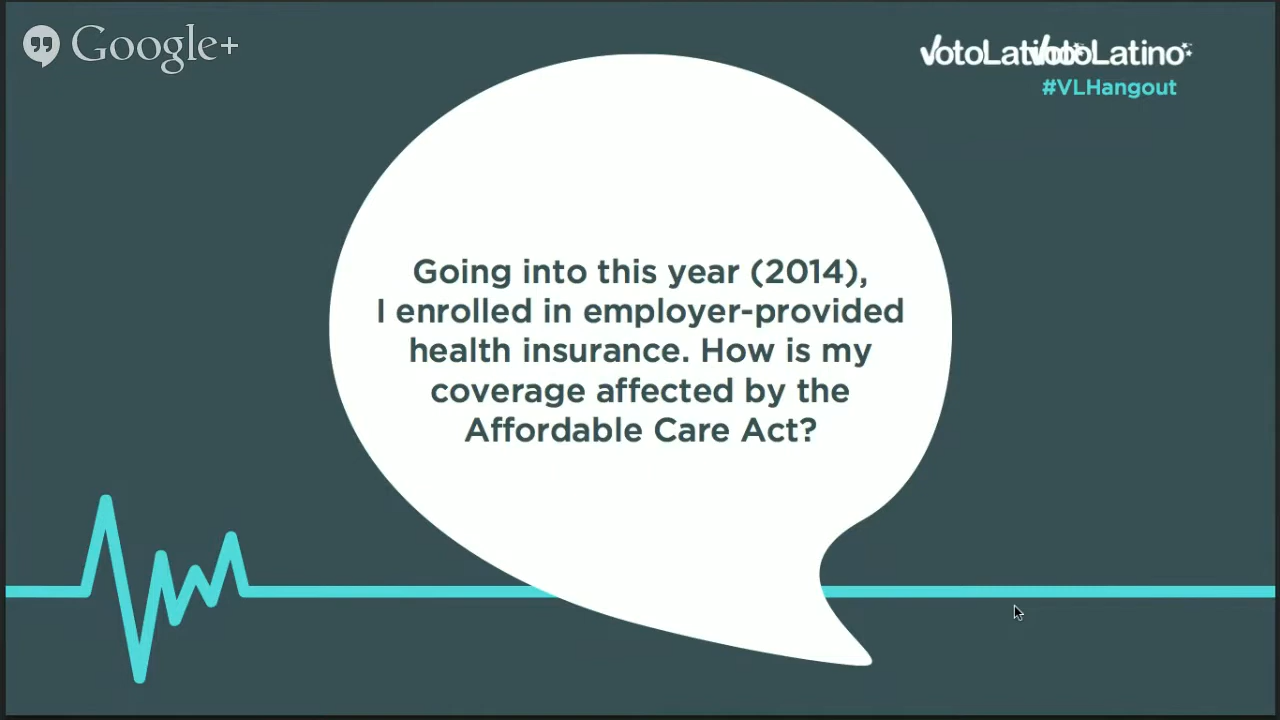 Google+
VotoLatino
VotoLatino
#VLHangout
Going into this year (2014),
I enrolled in employer-provided
health insurance. How is my
coverage affected by the
Affordable Care Act?